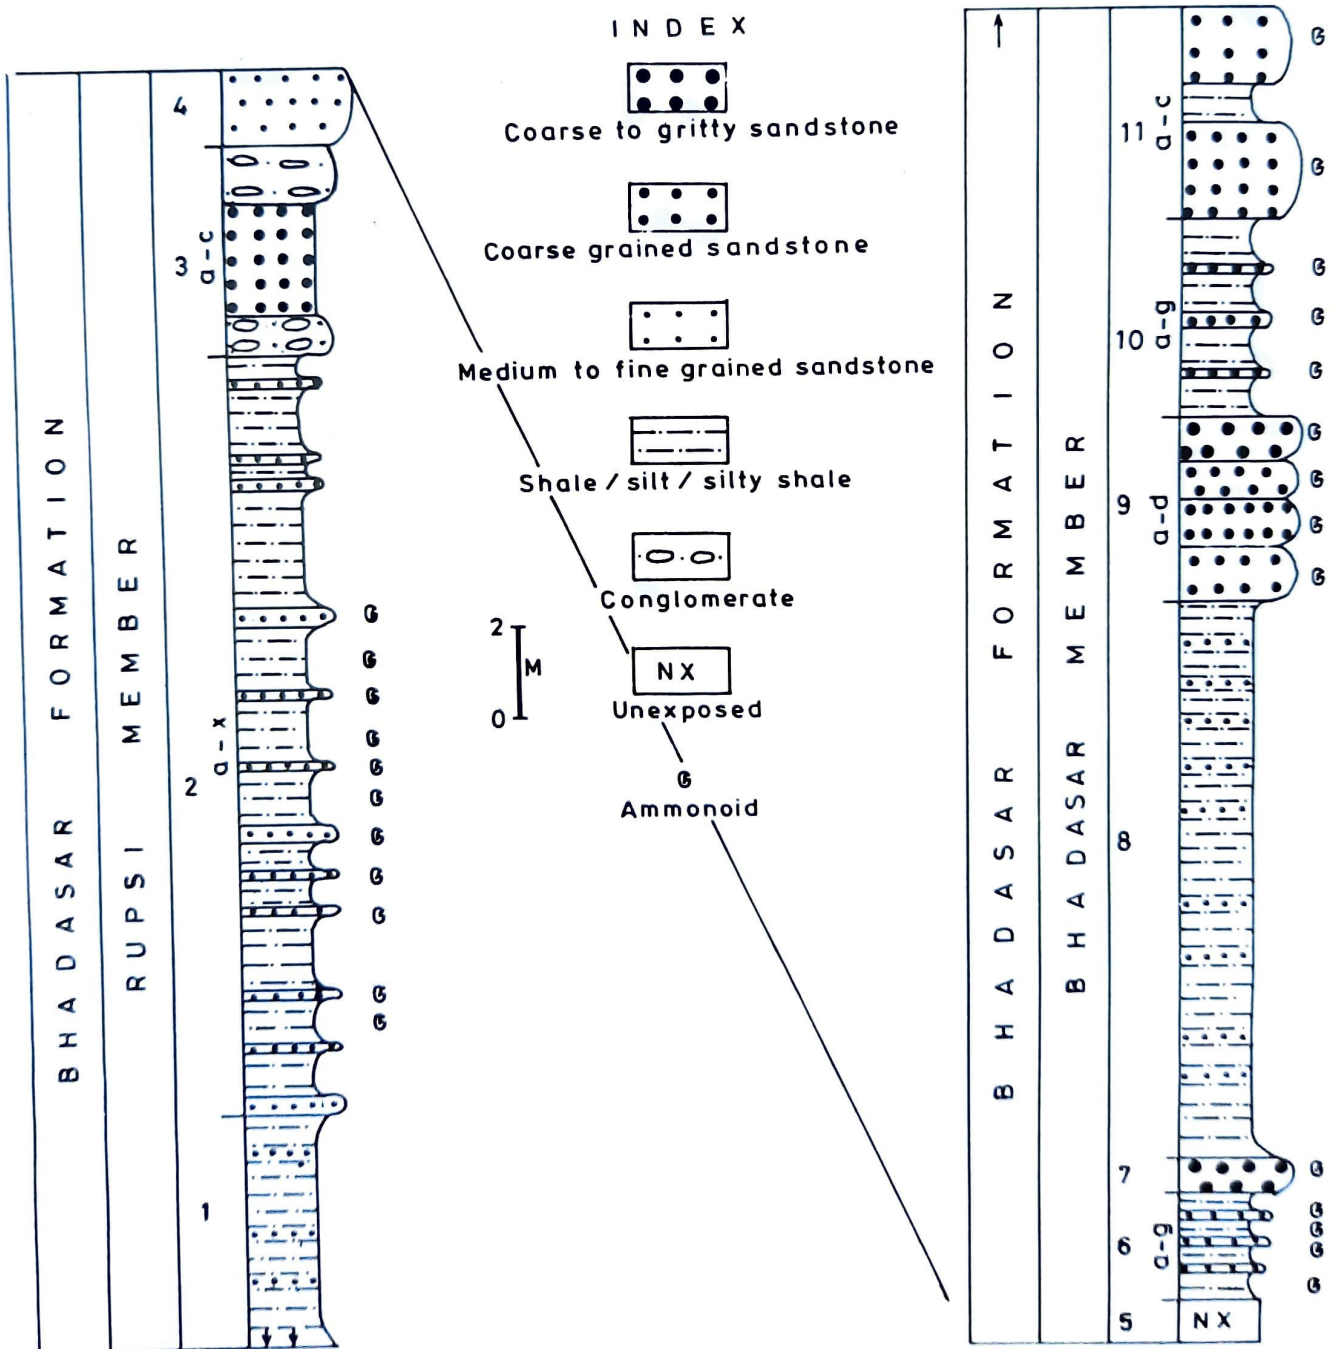 BHADASAR FORMATION
RUPSI MEMBER
4
3 a-c
2 a-x
1
INDEX
Coarse to gritty sandstone
Coarse grained sandstone
Medium to fine grained sandstone
Shale / silt / silty shale
Conglomerate
2
M
0
NX
Unexposed
Ammonoid
BHADASAR FORMATION
BHADASAR MEMBER
11 a-c
10 a-g
9 a-d
8
7
6 a-g
5
NX